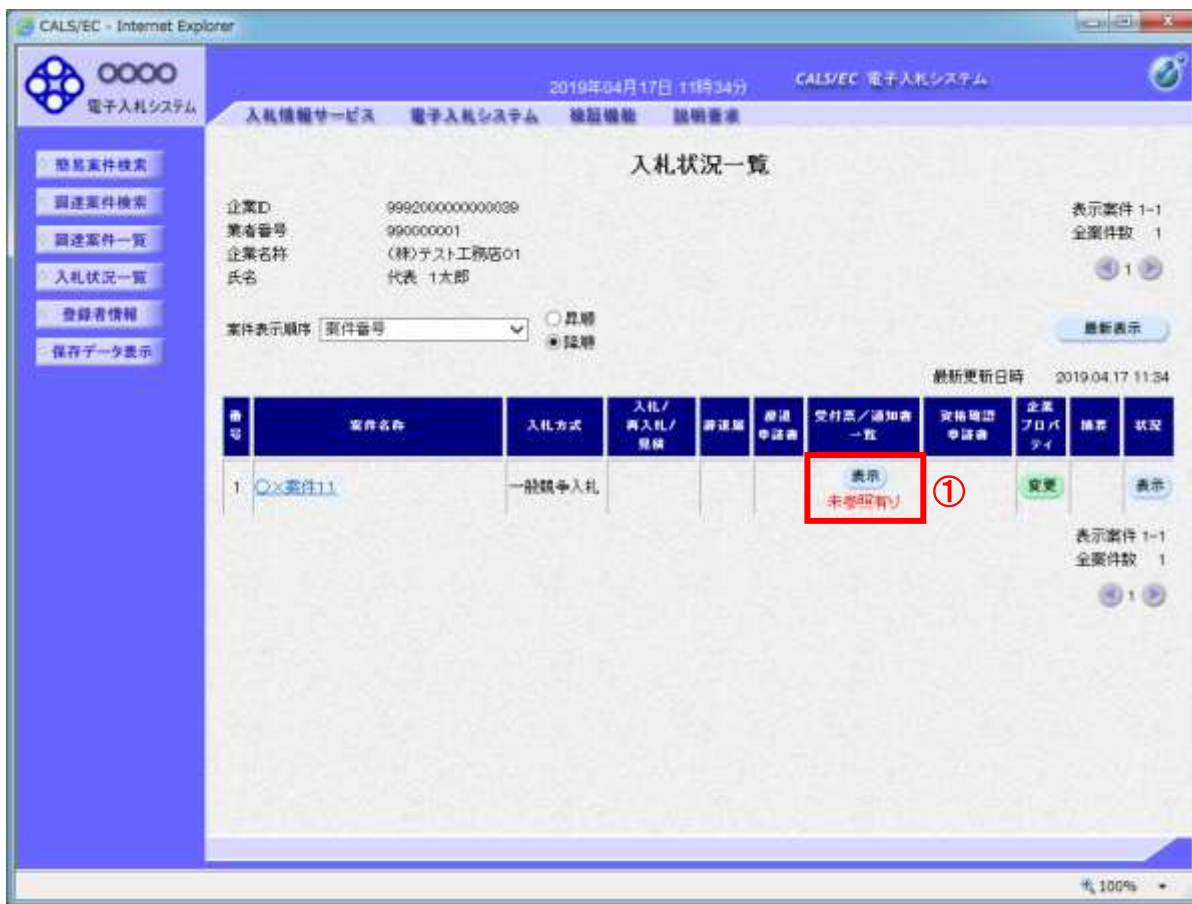 CALS/EC - Internet Explorer
○○○○
電子入札システム
2019年04月17日 11時34分
CALS/EC 電子入札システム
入札情報サービス 電子入札システム 検証機能 説明要求
簡易案件検索
調達案件検索
調達案件一覧
入札状況一覧
登録者情報
保存データ表示
入札状況一覧
企業ID 9992000000000039
業者番号 990000001
企業名称 (株)テスト工務店01
氏名 代表 1太郎
表示案件 1-1
全案件数 1
1
案件表示順序 案件番号
昇順
降順
最新表示
最新更新日時 2019.04.17 11:34
番号 案件名称 入札方式 入札/再入札/見積 辞退届 辞退申請書 受付票/通知書一覧 資格確認申請書 企業プロパティ 摘要 状況
1 ○×案件11 一般競争入札 表示 未参照有り 変更 表示
①
表示案件 1-1
全案件数 1
1
100%